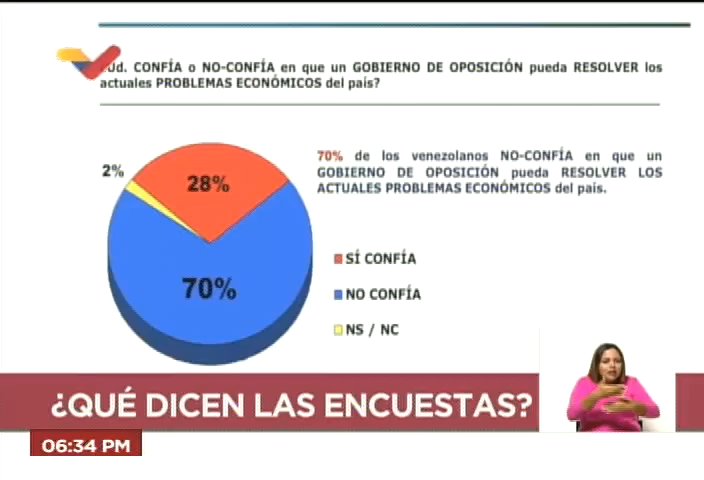 Ud. CONFÍA o NO-CONFÍA en que un GOBIERNO DE OPOSICIÓN pueda RESOLVER los
actuales PROBLEMAS ECONÓMICOS del país?
70% de los venezolanos NO-CONFÍA en que un
GOBIERNO DE OPOSICIÓN pueda RESOLVER LOS
ACTUALES PROBLEMAS ECONÓMICOS del país.
2%
28%
70%
SÍ CONFÍA
NO CONFÍA
NS / NC
¿QUÉ DICEN LAS ENCUESTAS?
06:34 PM